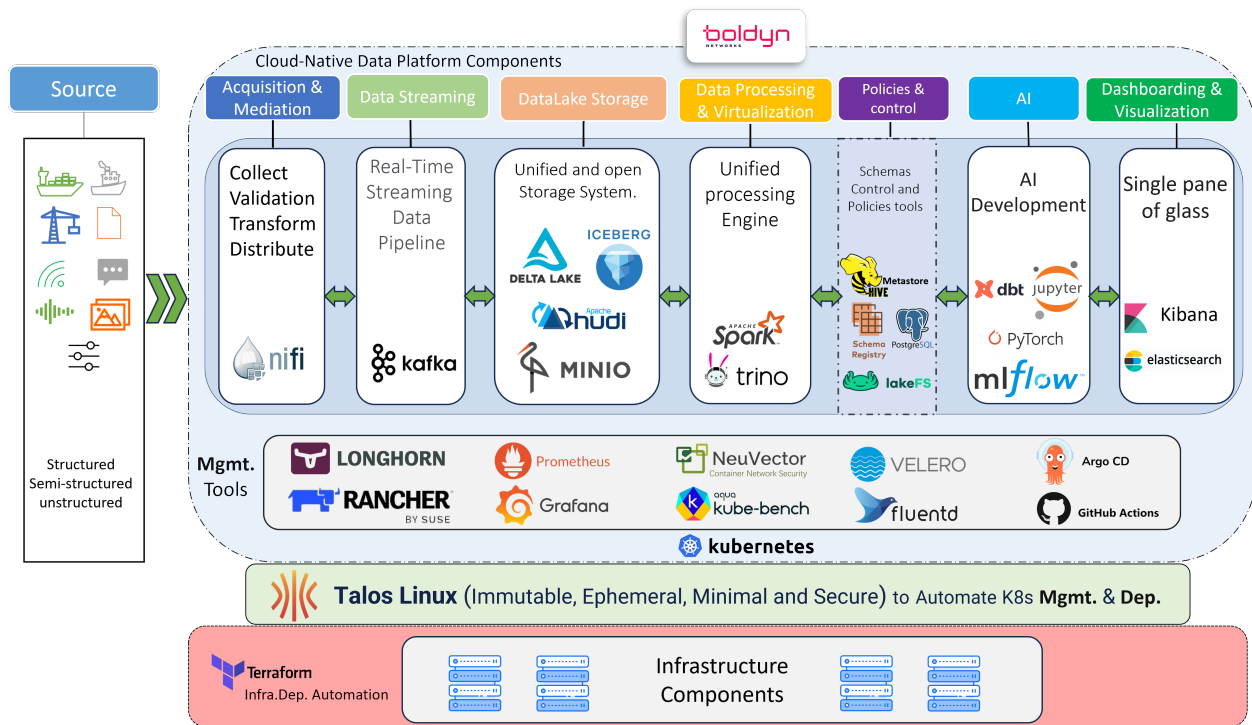 boldyn
NETWORKS
Cloud-Native Data Platform Components
Source
Structured
Semi-structured
unstructured
Acquisition &
Mediation
Collect
Validation
Transform
Distribute
nifi
Data Streaming
Real-Time
Streaming
Data
Pipeline
kafka
DataLake Storage
Unified and open
Storage System.
DELTA LAKE
ICEBERG
Apache
hudi
MINIO
Data Processing
& Virtualization
Unified
processing
Engine
APACHE
Spark™
trino
Policies &
control
Schemas
Control and
Policies tools
Metastore
HIVE
Schema
Registry
PostgreSQL
lakeFS
AI
AI
Development
dbt
jupyter
PyTorch
mlflow™
Dashboarding &
Visualization
Single pane
of glass
Kibana
elasticsearch
Mgmt.
Tools
LONGHORN
Prometheus
NeuVector
Container Network Security
VELERO
Argo CD
RANCHER®
BY SUSE
Grafana
aqua
kube-bench
fluentd
GitHub Actions
kubernetes
Talos Linux (Immutable, Ephemeral, Minimal and Secure) to Automate K8s Mgmt. & Dep.
Terraform
Infra.Dep. Automation
Infrastructure
Components